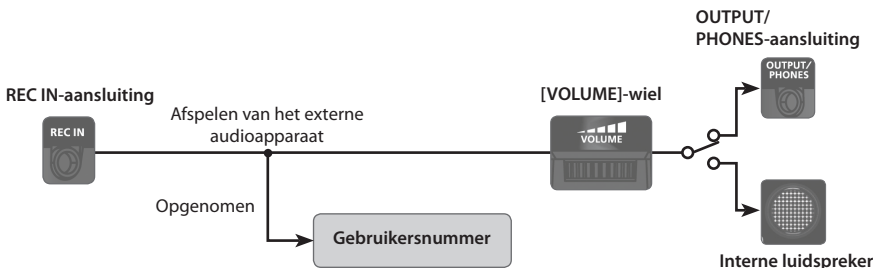 OUTPUT/
PHONES-aansluiting
OUTPUT/
PHONES
REC IN-aansluiting
[VOLUME]-wiel
REC IN
Afspelen van het externe
audioapparaat
VOLUME
Opgenomen
Gebruikersnummer
Interne luidspreker